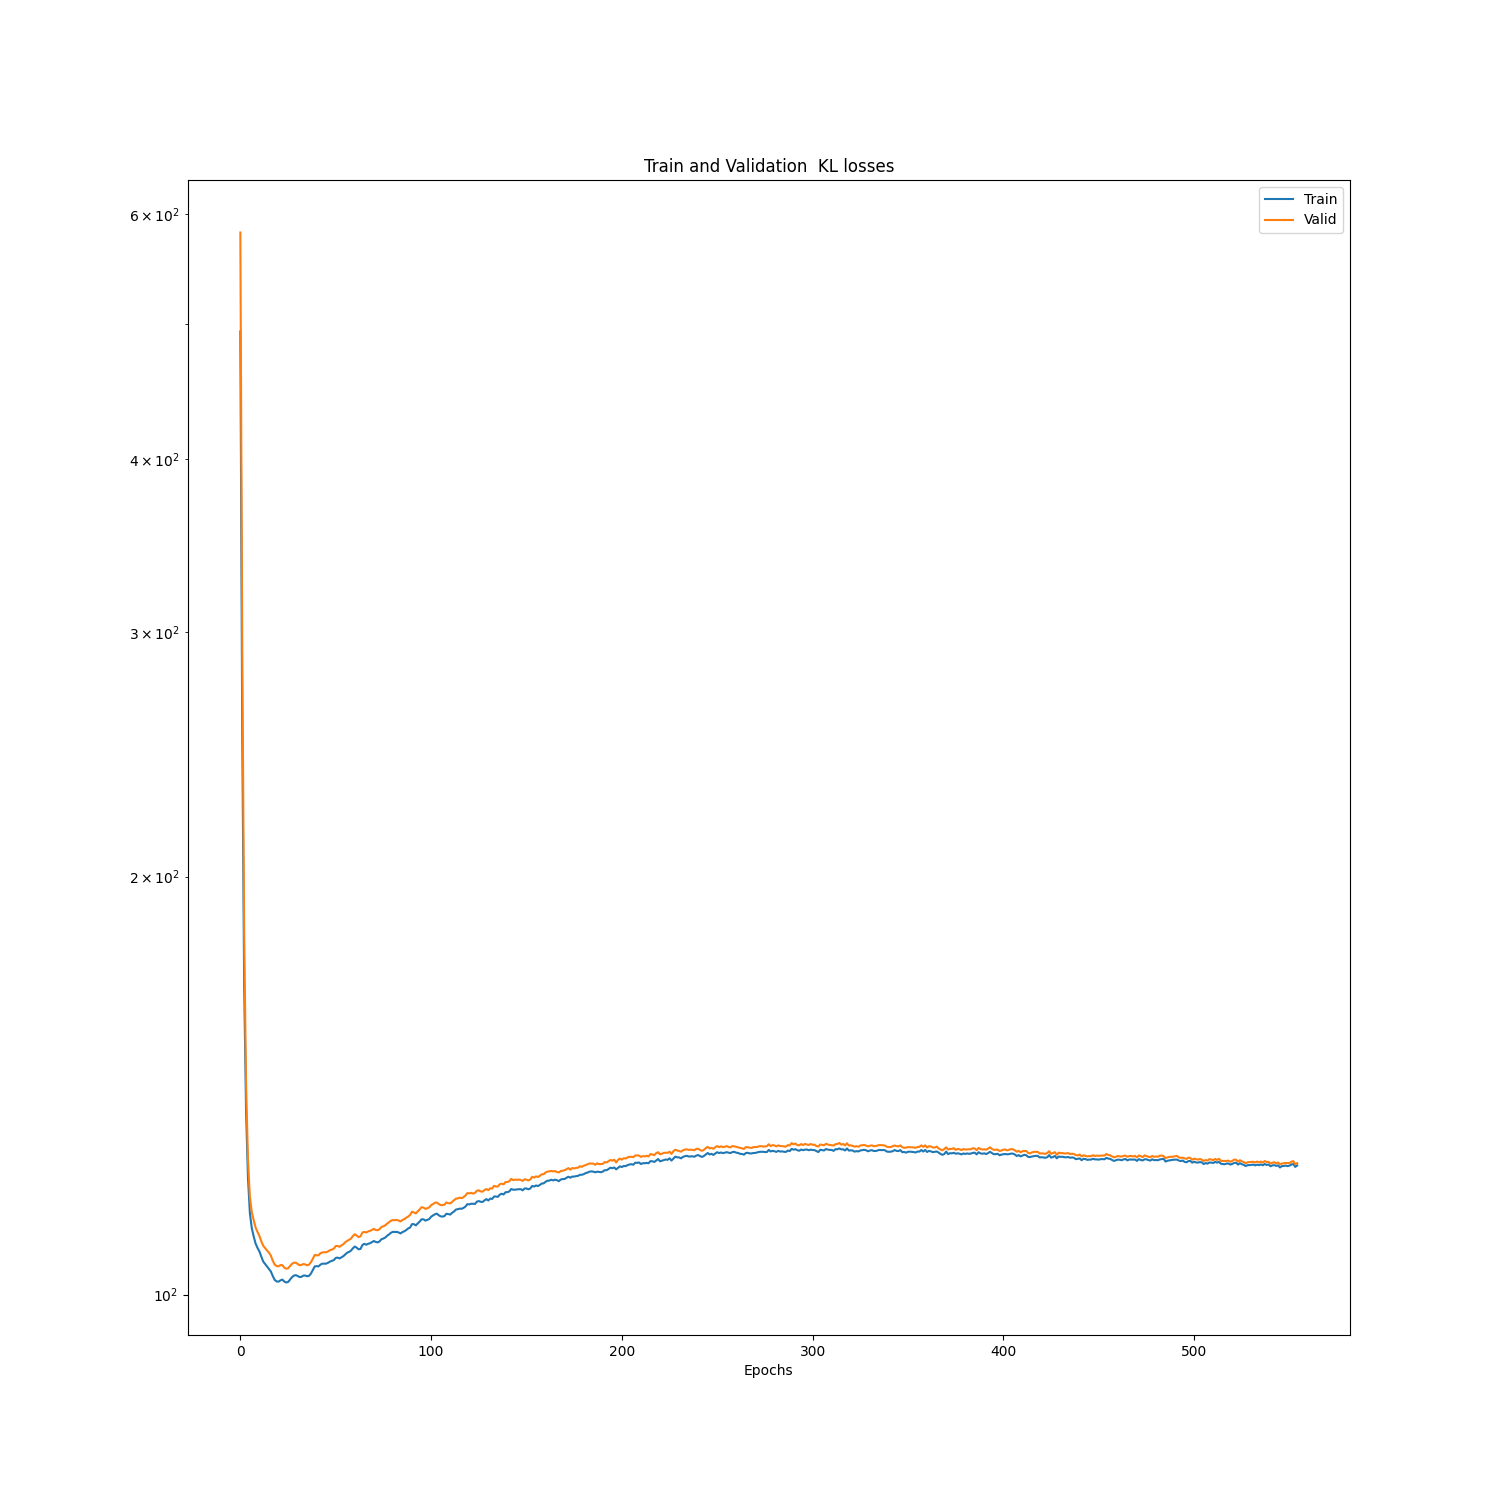 Train and Validation  KL losses
Train
Valid
6 × 10²
4 × 10²
3 × 10²
2 × 10²
10²
0 100 200 300 400 500
Epochs